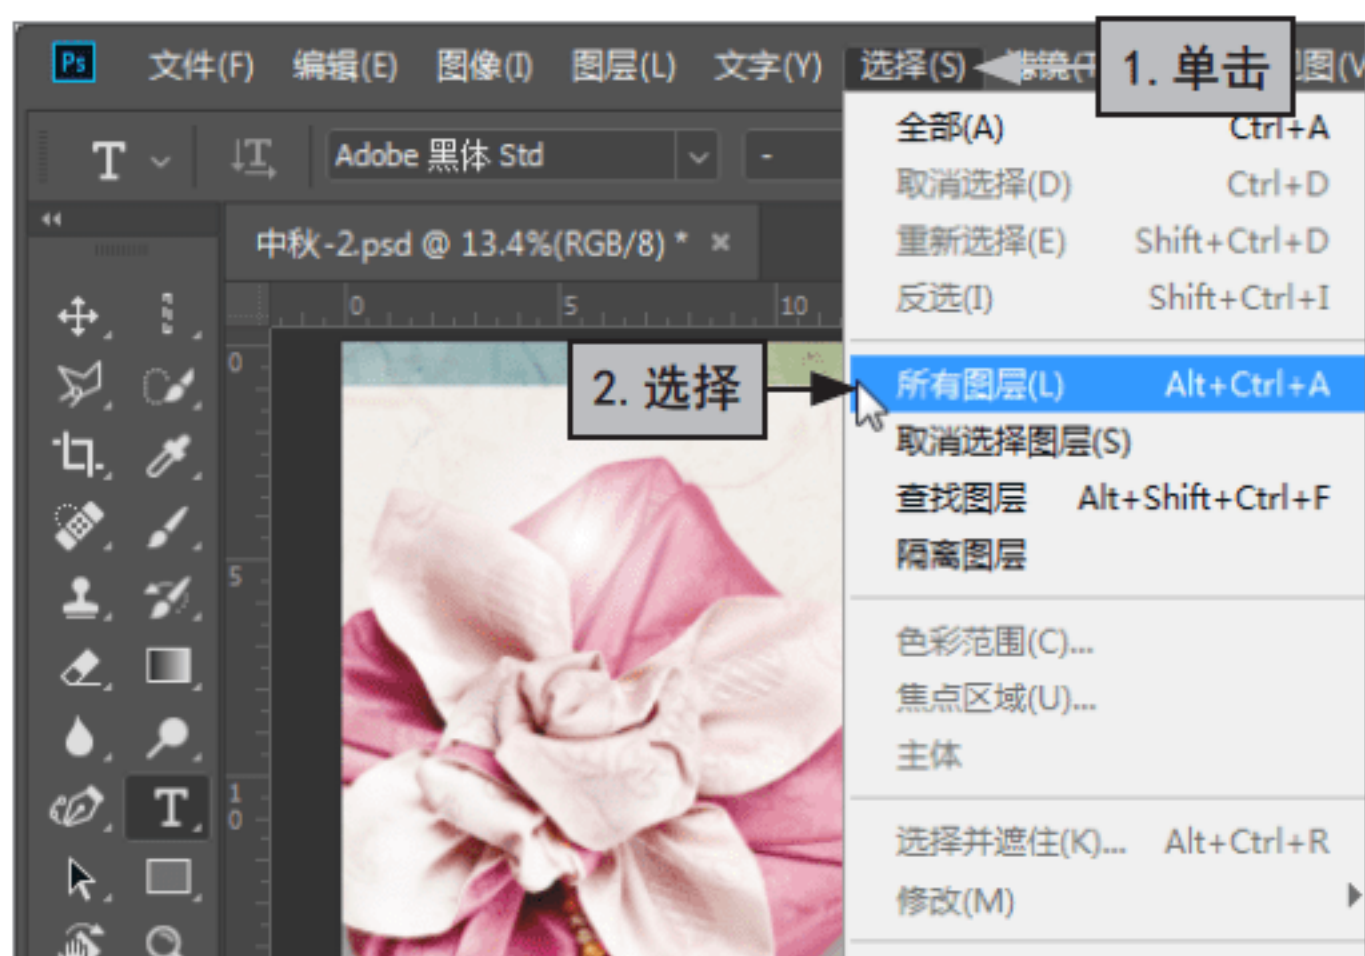 Ps 文件(F) 编辑(E) 图像(I) 图层(L) 文字(Y) 选择(S) 1. 单击
T T Adobe 黑体 Std -
中秋-2.psd @ 13.4%(RGB/8) * ×
0 5 10
0
5
1
0
2. 选择
全部(A) Ctrl+A
取消选择(D) Ctrl+D
重新选择(E) Shift+Ctrl+D
反选(I) Shift+Ctrl+I
所有图层(L) Alt+Ctrl+A
取消选择图层(S)
查找图层 Alt+Shift+Ctrl+F
隔离图层
色彩范围(C)...
焦点区域(U)...
主体
选择并遮住(K)... Alt+Ctrl+R
修改(M)